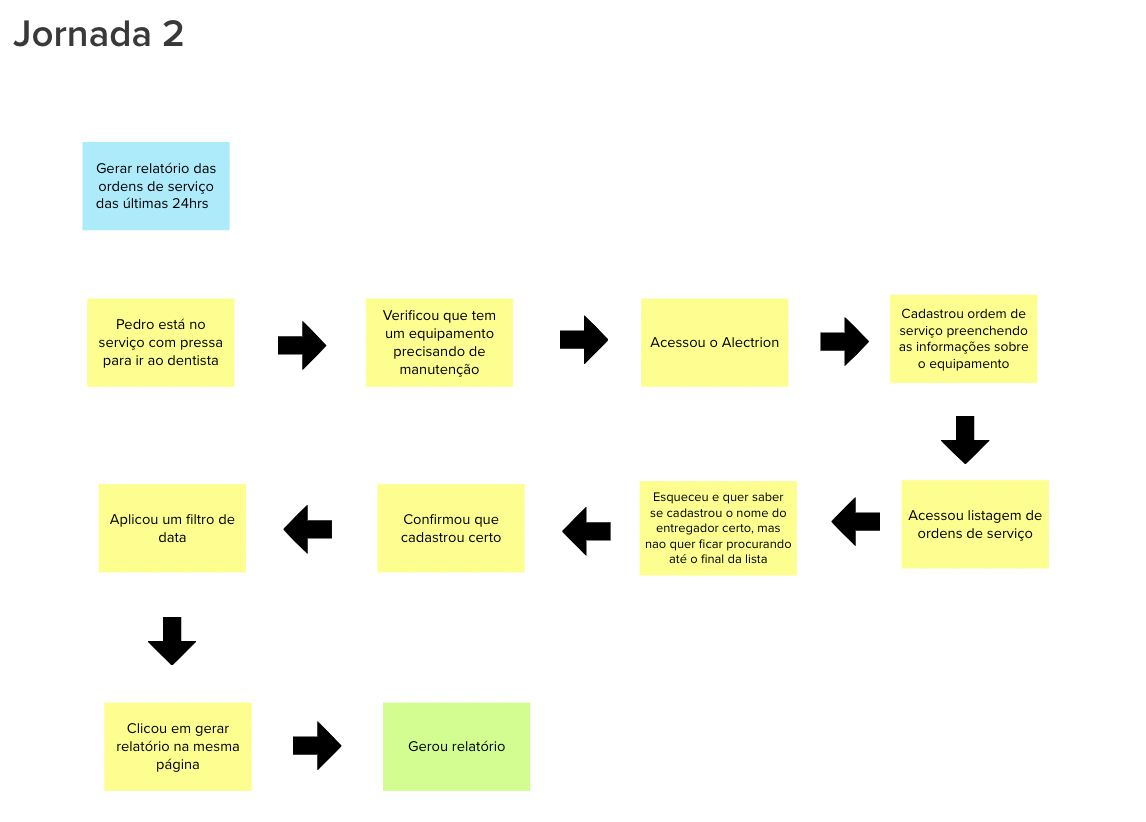 Jornada 2
Gerar relatório das
ordens de serviço
das últimas 24hrs
Pedro está no
serviço com pressa
para ir ao dentista
Verificou que tem
um equipamento
precisando de
manutenção
Acessou o Alectrion
Cadastrou ordem de
serviço preenchendo
as informações sobre
o equipamento
Acessou listagem de
ordens de serviço
Esqueceu e quer saber
se cadastrou o nome do
entregador certo, mas
nao quer ficar procurando
até o final da lista
Confirmou que
cadastrou certo
Aplicou um filtro de
data
Clicou em gerar
relatório na mesma
página
Gerou relatório